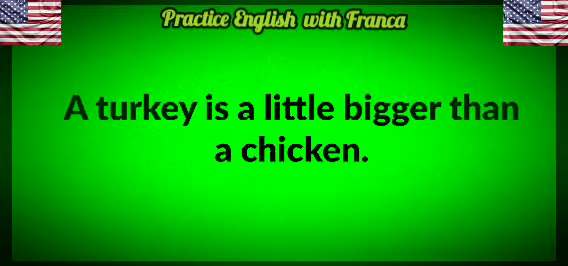 Practice English with Franca
A turkey is a little bigger than
a chicken.